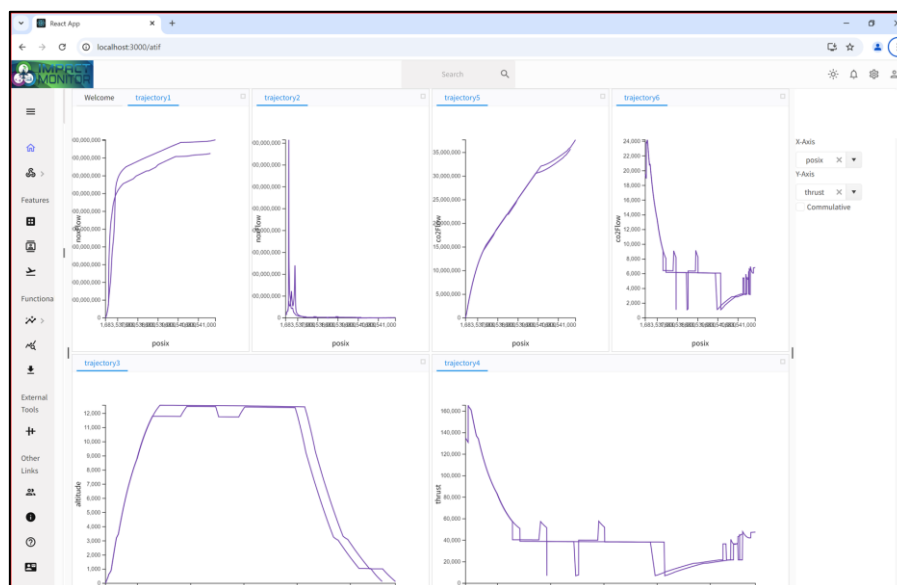 React App
localhost:3000/atif
IMPACT
MONITOR
Search
Features
Functiona
External
Tools
Other
Links
Welcome
trajectory1
noxFlow
0
posix
trajectory2
noxFlow
0
posix
trajectory5
35,000,000
30,000,000
25,000,000
20,000,000
15,000,000
10,000,000
5,000,000
0
co2Flow
posix
trajectory6
24,000
22,000
20,000
18,000
16,000
14,000
12,000
10,000
8,000
6,000
4,000
2,000
0
co2Flow
posix
X-Axis
posix
Y-Axis
thrust
Commulative
trajectory3
12,000
11,000
10,000
9,000
8,000
7,000
6,000
5,000
4,000
3,000
2,000
1,000
0
altitude
trajectory4
160,000
140,000
120,000
100,000
80,000
60,000
40,000
20,000
0
thrust